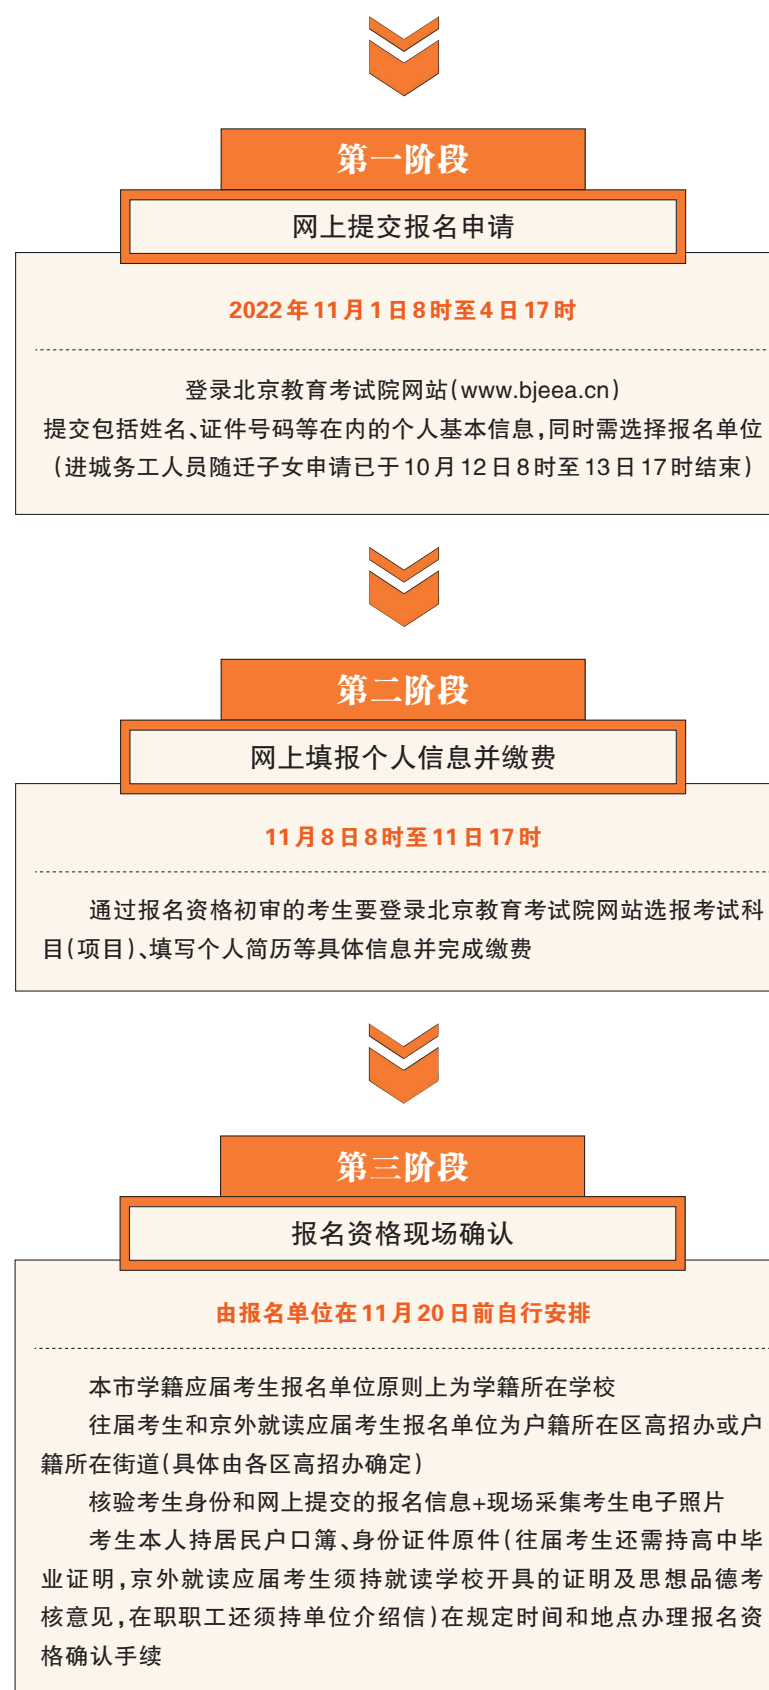 第一阶段
网上提交报名申请
2022年11月1日8时至4日17时
登录北京教育考试院网站(www.bjeea.cn)
提交包括姓名、证件号码等在内的个人基本信息,同时需选择报名单位
(进城务工人员随迁子女申请已于10月12日8时至13日17时结束)
第二阶段
网上填报个人信息并缴费
11月8日8时至11日17时
通过报名资格初审的考生要登录北京教育考试院网站选报考试科
目(项目)、填写个人简历等具体信息并完成缴费
第三阶段
报名资格现场确认
由报名单位在11月20日前自行安排
本市学籍应届考生报名单位原则上为学籍所在学校
往届考生和京外就读应届考生报名单位为户籍所在区高招办或户
籍所在街道(具体由各区高招办确定)
核验考生身份和网上提交的报名信息+现场采集考生电子照片
考生本人持居民户口簿、身份证件原件(往届考生还需持高中毕
业证明,京外就读应届考生须持就读学校开具的证明及思想品德考
核意见,在职职工还须持单位介绍信)在规定时间和地点办理报名资
格确认手续